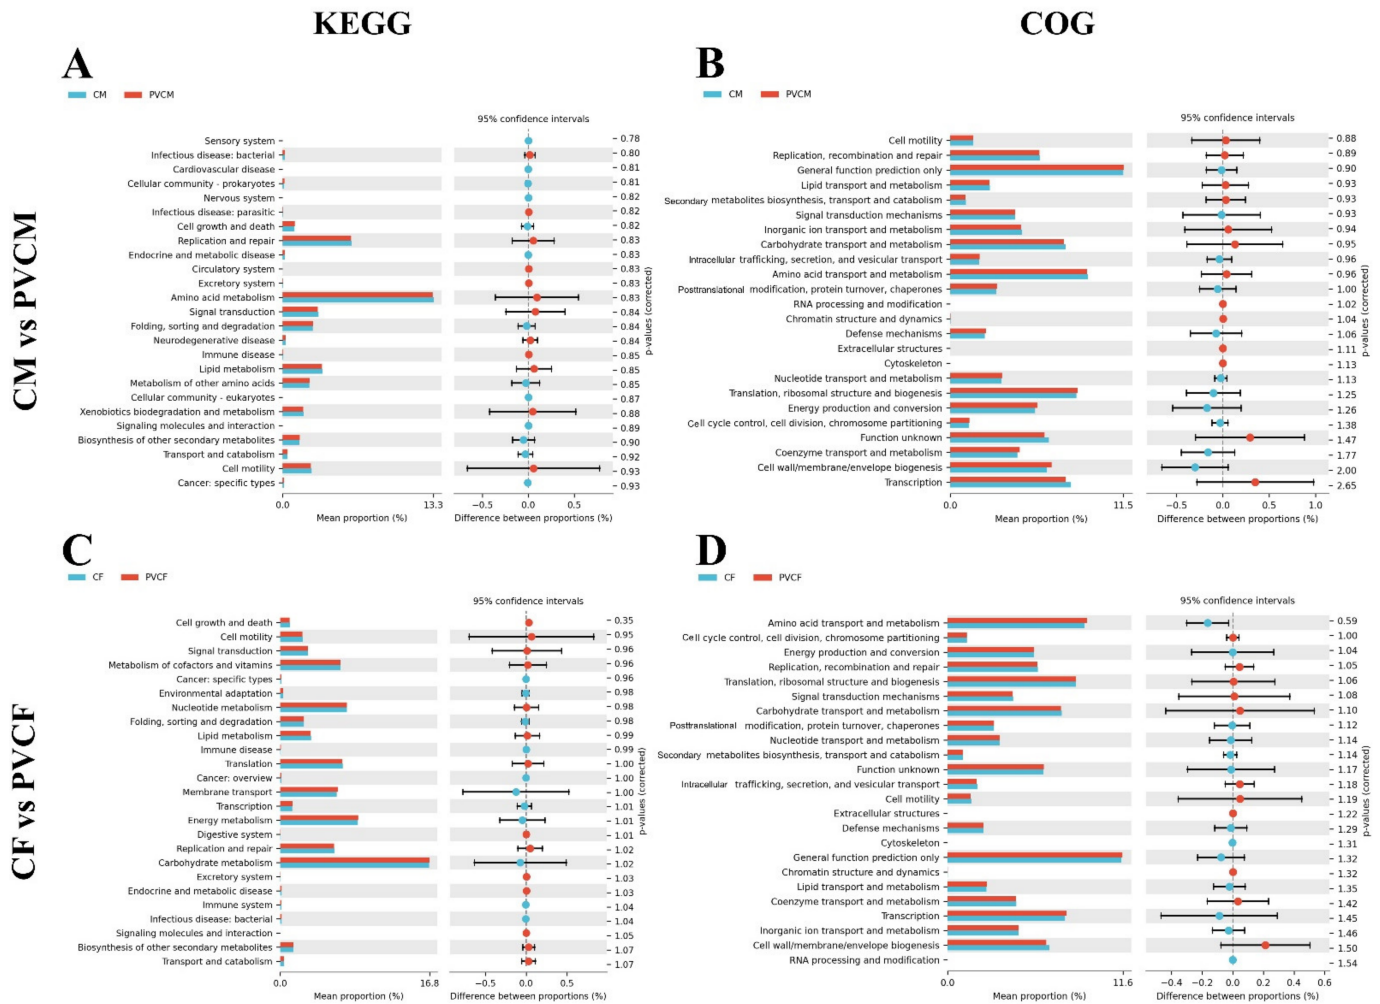 KEGG
COG
CM vs PVCM
CF vs PVCF
A
CM PVCM
95% confidence intervals
Sensory system 0.78
Infectious disease: bacterial 0.80
Cardiovascular disease 0.81
Cellular community - prokaryotes 0.81
Nervous system 0.82
Infectious disease: parasitic 0.82
Cell growth and death 0.82
Replication and repair 0.83
Endocrine and metabolic disease 0.83
Circulatory system 0.83
Excretory system 0.83
Amino acid metabolism 0.83
Signal transduction 0.84
Folding, sorting and degradation 0.84
Neurodegenerative disease 0.84
Immune disease 0.85
Lipid metabolism 0.85
Metabolism of other amino acids 0.85
Cellular community - eukaryotes 0.87
Xenobiotics biodegradation and metabolism 0.88
Signaling molecules and interaction 0.89
Biosynthesis of other secondary metabolites 0.90
Transport and catabolism 0.92
Cell motility 0.93
Cancer: specific types 0.93
p-values (corrected)
0.0 13.3 −0.5 0.0 0.5
Mean proportion (%) Difference between proportions (%)
B
CM PVCM
95% confidence intervals
Cell motility 0.88
Replication, recombination and repair 0.89
General function prediction only 0.90
Lipid transport and metabolism 0.93
Secondary metabolites biosynthesis, transport and catabolism 0.93
Signal transduction mechanisms 0.93
Inorganic ion transport and metabolism 0.94
Carbohydrate transport and metabolism 0.95
Intracellular trafficking, secretion, and vesicular transport 0.96
Amino acid transport and metabolism 0.96
Posttranslational modification, protein turnover, chaperones 1.00
RNA processing and modification 1.02
Chromatin structure and dynamics 1.04
Defense mechanisms 1.06
Extracellular structures 1.11
Cytoskeleton 1.13
Nucleotide transport and metabolism 1.13
Translation, ribosomal structure and biogenesis 1.25
Energy production and conversion 1.26
Cell cycle control, cell division, chromosome partitioning 1.38
Function unknown 1.47
Coenzyme transport and metabolism 1.77
Cell wall/membrane/envelope biogenesis 2.00
Transcription 2.65
p-values (corrected)
0.0 11.5 −0.5 0.0 0.5 1.0
Mean proportion (%) Difference between proportions (%)
C
CF PVCF
95% confidence intervals
Cell growth and death 0.35
Cell motility 0.95
Signal transduction 0.96
Metabolism of cofactors and vitamins 0.96
Cancer: specific types 0.96
Environmental adaptation 0.98
Nucleotide metabolism 0.98
Folding, sorting and degradation 0.98
Lipid metabolism 0.99
Immune disease 0.99
Translation 1.00
Cancer: overview 1.00
Membrane transport 1.00
Transcription 1.01
Energy metabolism 1.01
Digestive system 1.01
Replication and repair 1.02
Carbohydrate metabolism 1.02
Excretory system 1.03
Endocrine and metabolic disease 1.03
Immune system 1.04
Infectious disease: bacterial 1.04
Signaling molecules and interaction 1.05
Biosynthesis of other secondary metabolites 1.07
Transport and catabolism 1.07
p-values (corrected)
0.0 16.8 −0.5 0.0 0.5
Mean proportion (%) Difference between proportions (%)
D
CF PVCF
95% confidence intervals
Amino acid transport and metabolism 0.59
Cell cycle control, cell division, chromosome partitioning 1.00
Energy production and conversion 1.04
Replication, recombination and repair 1.05
Translation, ribosomal structure and biogenesis 1.06
Signal transduction mechanisms 1.08
Carbohydrate transport and metabolism 1.10
Posttranslational modification, protein turnover, chaperones 1.12
Nucleotide transport and metabolism 1.14
Secondary metabolites biosynthesis, transport and catabolism 1.14
Function unknown 1.17
Intracellular trafficking, secretion, and vesicular transport 1.18
Cell motility 1.19
Extracellular structures 1.22
Defense mechanisms 1.29
Cytoskeleton 1.31
General function prediction only 1.32
Chromatin structure and dynamics 1.32
Lipid transport and metabolism 1.35
Coenzyme transport and metabolism 1.42
Transcription 1.45
Inorganic ion transport and metabolism 1.46
Cell wall/membrane/envelope biogenesis 1.50
RNA processing and modification 1.54
p-values (corrected)
0.0 11.6 −0.4 −0.2 0.0 0.2 0.4 0.6
Mean proportion (%) Difference between proportions (%)